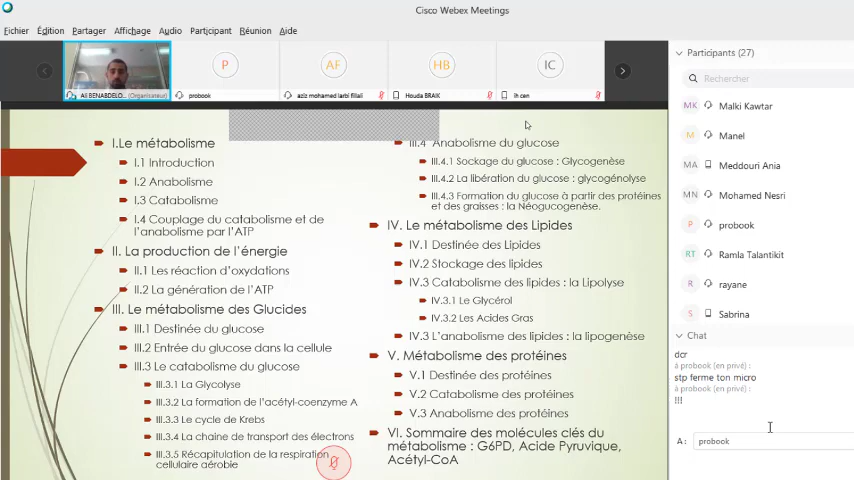 Cisco Webex Meetings
Fichier Édition Partager Affichage Audio Participant Réunion Aide
P
AF
HB
IC
Ali BENABDELO... (Organisateur)
probook
aziz mohamed larbi fillali
Houda BRAIK
ih cen
I.Le métabolisme
I.1 Introduction
I.2 Anabolisme
I.3 Catabolisme
I.4 Couplage du catabolisme et de
l'anabolisme par l'ATP
II. La production de l'énergie
II.1 Les réaction d'oxydations
II.2 La génération de l'ATP
III. Le métabolisme des Glucides
III.1 Destinée du glucose
III.2 Entrée du glucose dans la cellule
III.3 Le catabolisme du glucose
III.3.1 La Glycolyse
III.3.2 La formation de l'acétyl-coenzyme A
III.3.3 Le cycle de Krebs
III.3.4 La chaine de transport des électrons
III.3.5 Récapitulation de la respiration
cellulaire aérobie
III.4 Anabolisme du glucose
III.4.1 Sockage du glucose : Glycogenèse
III.4.2 La libération du glucose : glycogénolyse
III.4.3 Formation du glucose à partir des protéines
et des graisses : la Néogucogenèse.
IV. Le métabolisme des Lipides
IV.1 Destinée des Lipides
IV.2 Stockage des lipides
IV.3 Catabolisme des lipides : la Lipolyse
IV.3.1 Le Glycérol
IV.3.2 Les Acides Gras
IV.3 L'anabolisme des lipides : la lipogenèse
V. Métabolisme des protéines
V.1 Destinée des protéines
V.2 Catabolisme des protéines
V.3 Anabolisme des protéines
VI. Sommaire des molécules clés du
métabolisme : G6PD, Acide Pyruvique,
Acétyl-CoA
Participants (27)
Rechercher
MK Malki Kawtar
M Manel
MA Meddouri Ania
MN Mohamed Nesri
P probook
RT Ramla Talantikit
R rayane
S Sabrina
Chat
dcr
à probook (en privé) :
stp ferme ton micro
à probook (en privé) :
!!!
A: probook